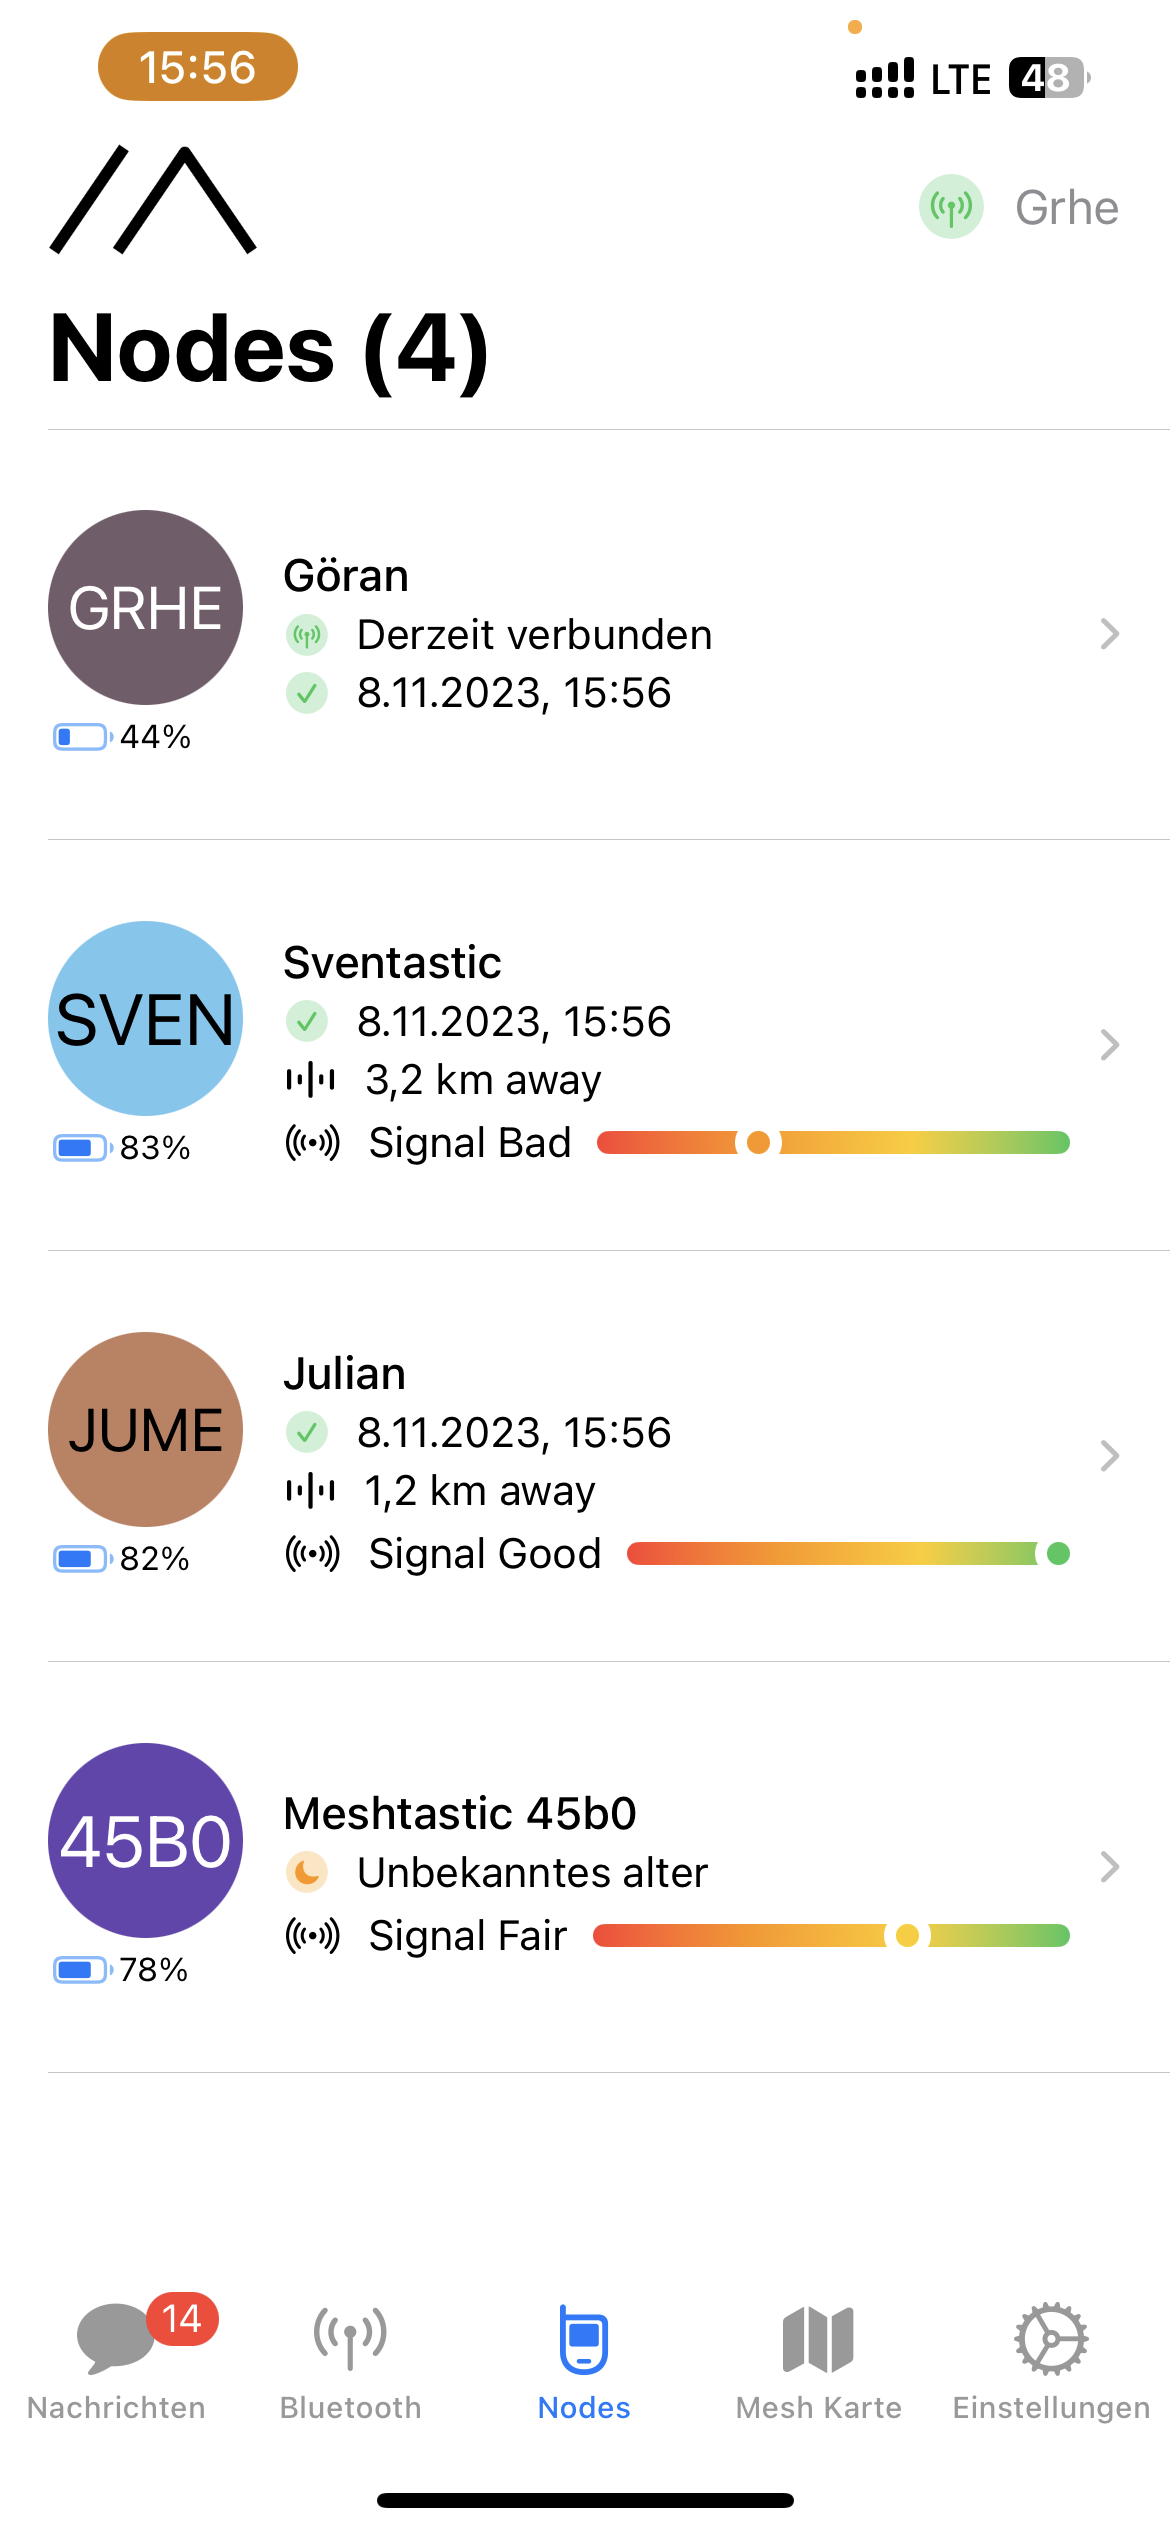 15:56
LTE 48
Grhe
Nodes (4)
GRHE
Göran
Derzeit verbunden
8.11.2023, 15:56
44%
SVEN
Sventastic
8.11.2023, 15:56
3,2 km away
Signal Bad
83%
JUME
Julian
8.11.2023, 15:56
1,2 km away
Signal Good
82%
45B0
Meshtastic 45b0
Unbekanntes alter
Signal Fair
78%
14
Nachrichten Bluetooth Nodes Mesh Karte Einstellungen